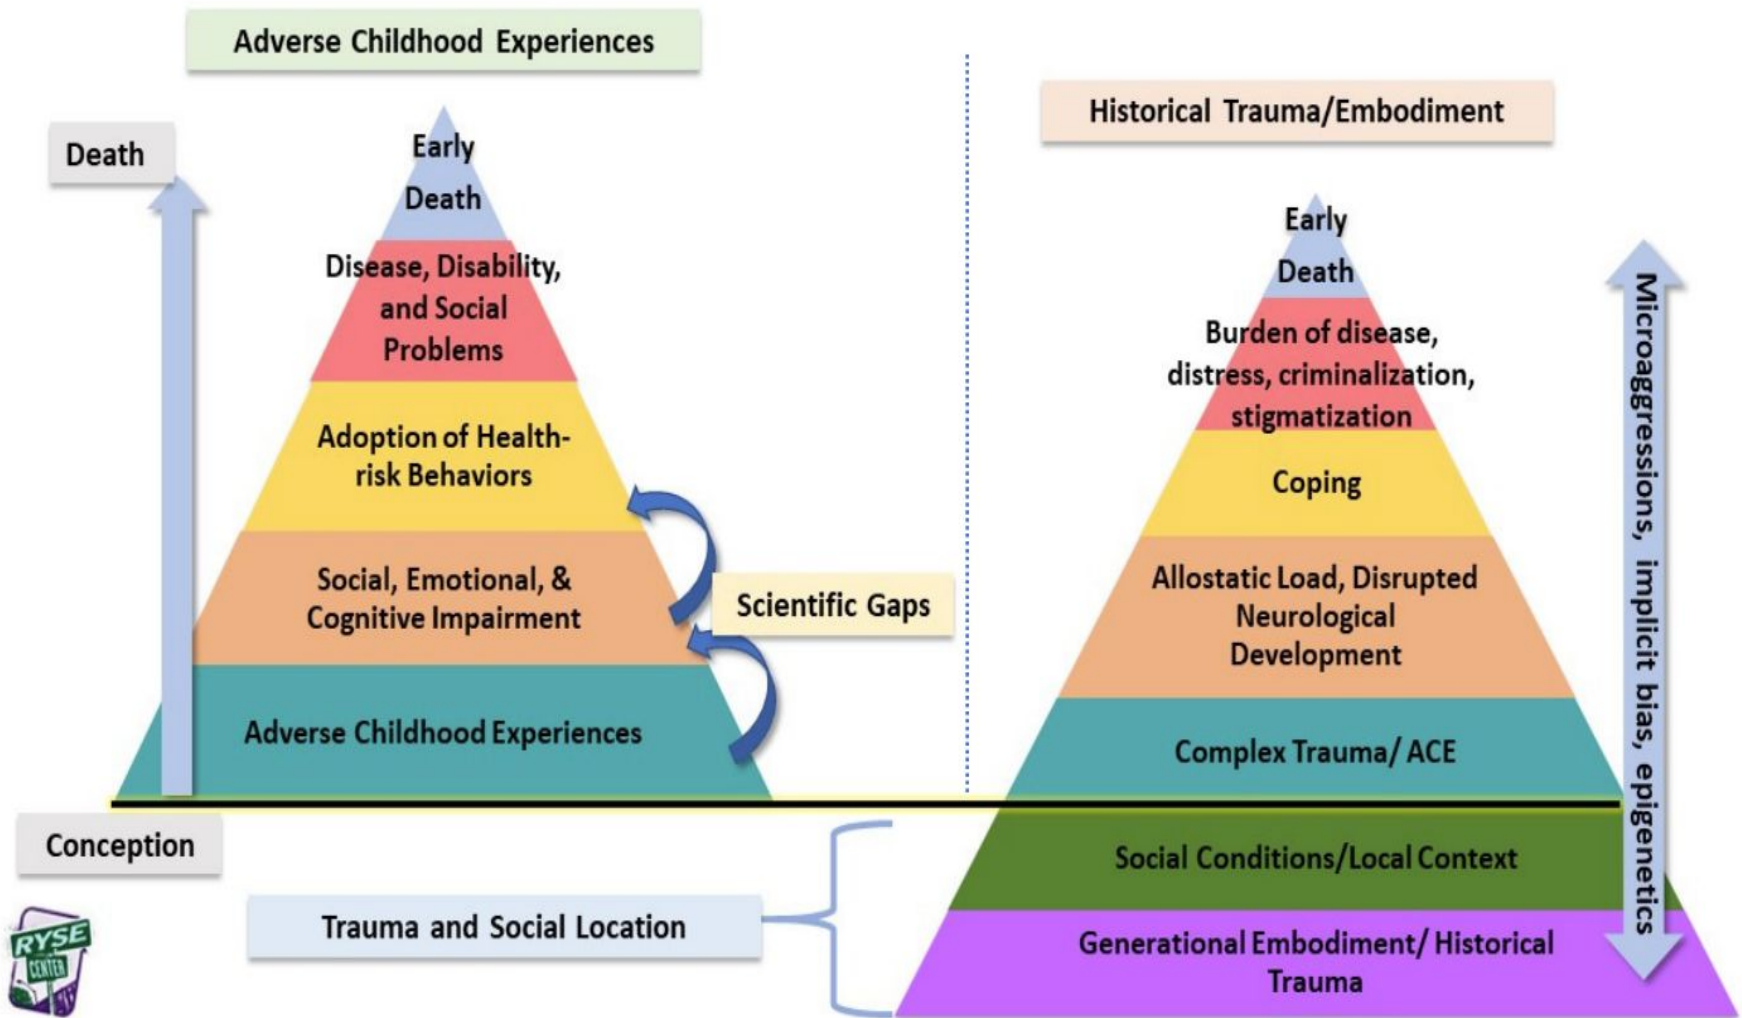 Adverse Childhood Experiences
Death
Early
Death
Disease, Disability,
and Social
Problems
Adoption of Health-
risk Behaviors
Social, Emotional, &
Cognitive Impairment
Adverse Childhood Experiences
Scientific Gaps
Conception
Trauma and Social Location
RYSE
CENTER
Historical Trauma/Embodiment
Early
Death
Burden of disease,
distress, criminalization,
stigmatization
Coping
Allostatic Load, Disrupted
Neurological
Development
Complex Trauma/ ACE
Social Conditions/Local Context
Generational Embodiment/ Historical
Trauma
Microaggressions, implicit bias, epigenetics